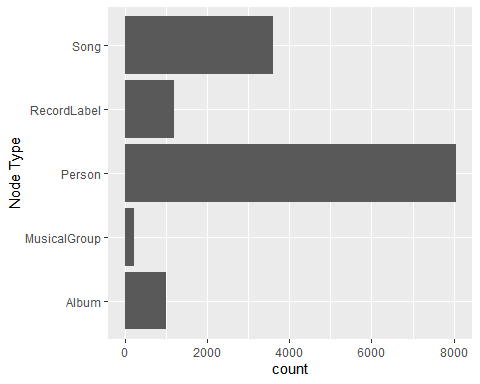 Node Type
Song
RecordLabel
Person
MusicalGroup
Album
0 2000 4000 6000 8000
count